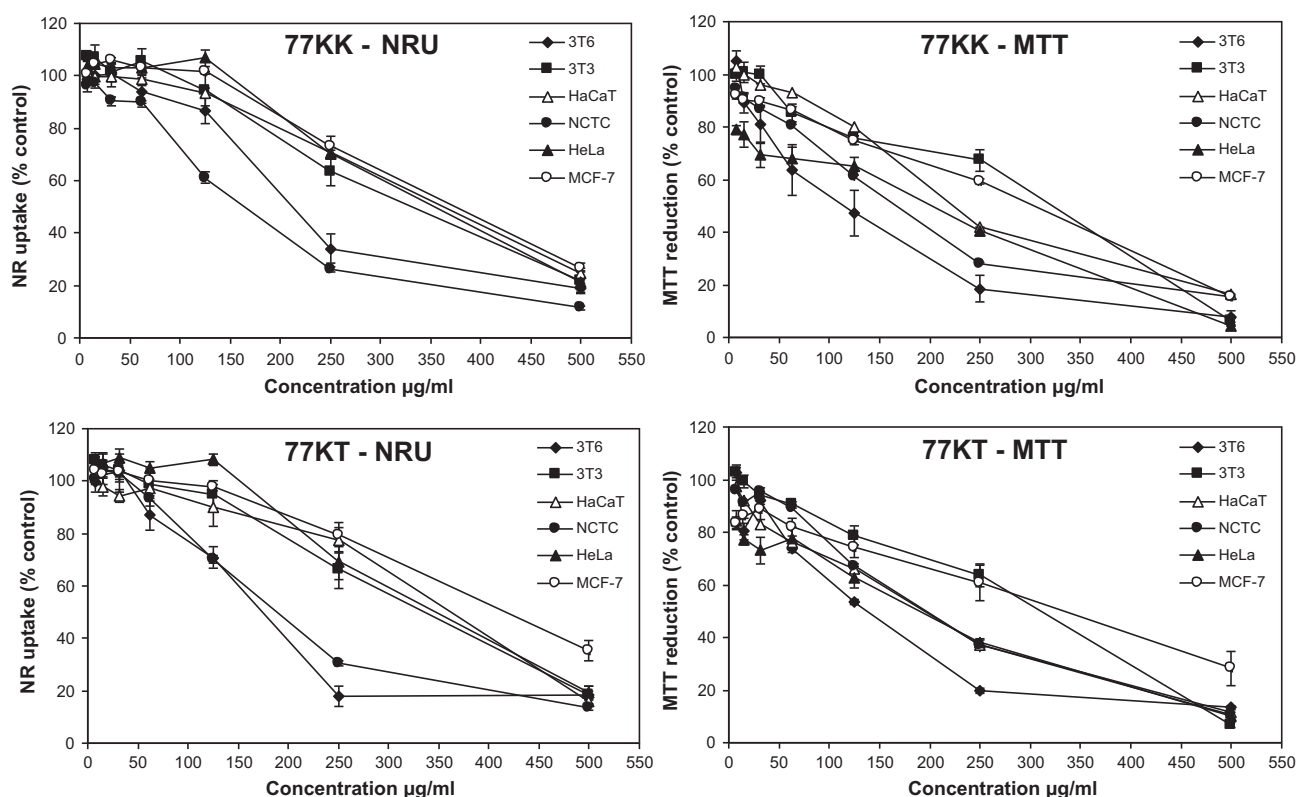 77KK - NRU
NR uptake (% control)
120
100
80
60
40
20
0
0 50 100 150 200 250 300 350 400 450 500 550
Concentration µg/ml
3T6
3T3
HaCaT
NCTC
HeLa
MCF-7
77KK - MTT
MTT reduction (% control)
120
100
80
60
40
20
0
0 50 100 150 200 250 300 350 400 450 500 550
Concentration µg/ml
3T6
3T3
HaCaT
NCTC
HeLa
MCF-7
77KT - NRU
NR uptake (% control)
120
100
80
60
40
20
0
0 50 100 150 200 250 300 350 400 450 500 550
Concentration µg/ml
3T6
3T3
HaCaT
NCTC
HeLa
MCF-7
77KT - MTT
MTT reduction (% control)
120
100
80
60
40
20
0
0 50 100 150 200 250 300 350 400 450 500 550
Concentration µg/ml
3T6
3T3
HaCaT
NCTC
HeLa
MCF-7